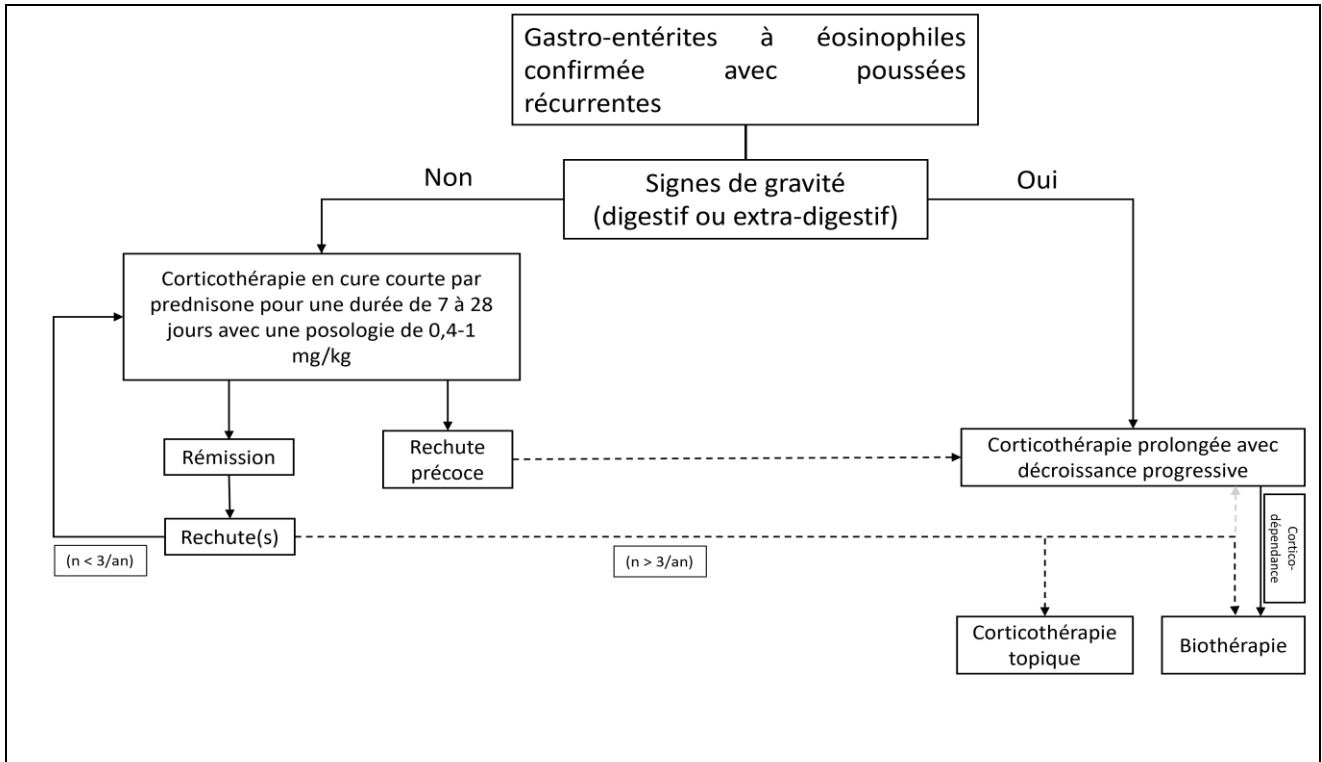 Gastro-entérites à éosinophiles
confirmée avec poussées
récurrentes
Non
Signes de gravité
(digestif ou extra-digestif)
Oui
Corticothérapie en cure courte par
prednisone pour une durée de 7 à 28
jours avec une posologie de 0,4-1
mg/kg
Rémission
Rechute
précoce
Corticothérapie prolongée avec
décroissance progressive
Rechute(s)
(n < 3/an)
(n > 3/an)
Cortico-
dépendance
Corticothérapie
topique
Biothérapie